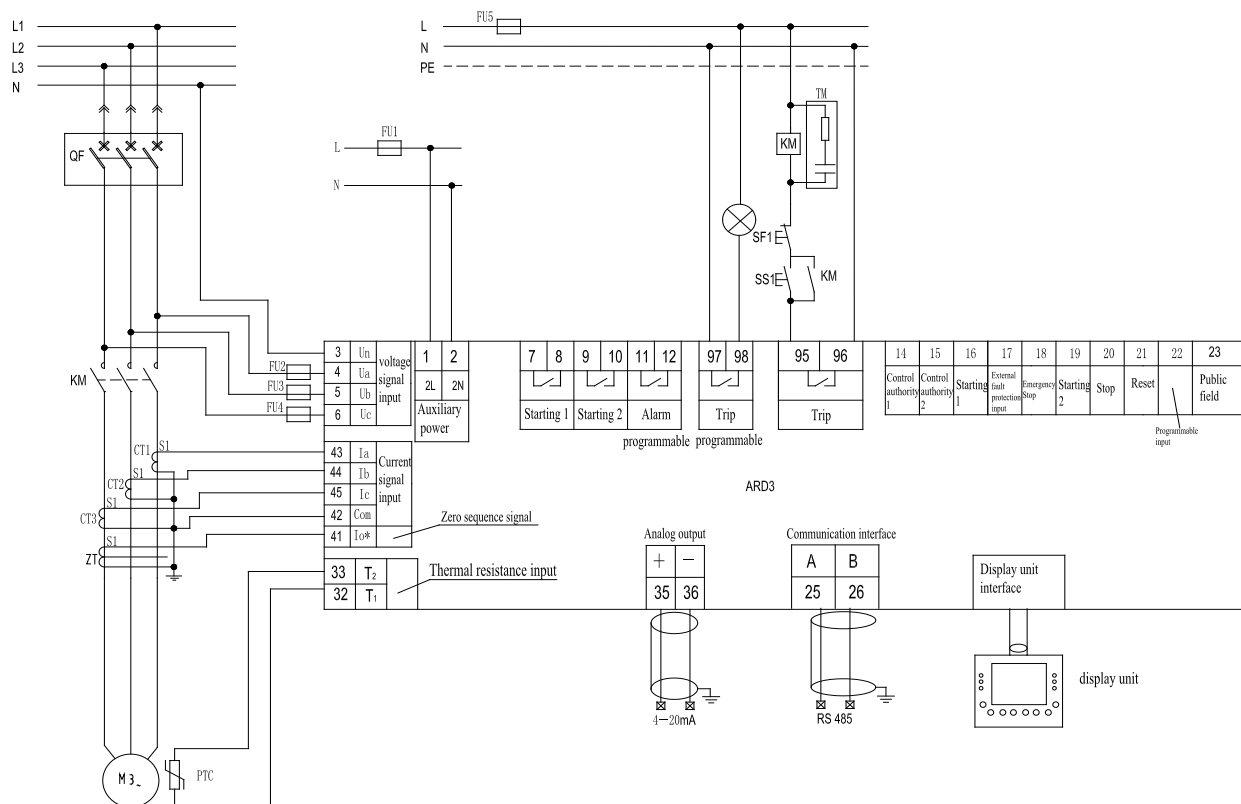 L1
L2
L3
N
L
FU5
N
PE
QF
L
FU1
N
TM
KM
SF1
SS1
KM
KM
FU2
FU3
FU4
3 Un
4 Ua
5 Ub
6 Uc
voltage
signal
input
1 2
2L 2N
Auxiliary
power
7 8
Starting 1
9 10
Starting 2
11 12
Alarm
programmable
97 98
Trip
programmable
95 96
Trip
14
Control
authority
1
15
Control
authority
2
16
Starting
1
17
External
fault
protection
input
18
Emergency
Stop
19
Starting
2
20
Stop
21
Reset
22
Programmable
input
23
Public
field
CT1
S1
CT2
S1
CT3
S1
ZT
S1
43 Ia
44 Ib
45 Ic
42 Com
41 Io*
Current
signal
input
Zero sequence signal
33 T2
32 T1
Thermal resistance input
ARD3
Analog output
+ −
35 36
4—20mA
Communication interface
A B
25 26
RS 485
Display unit
interface
display unit
M 3~
PTC